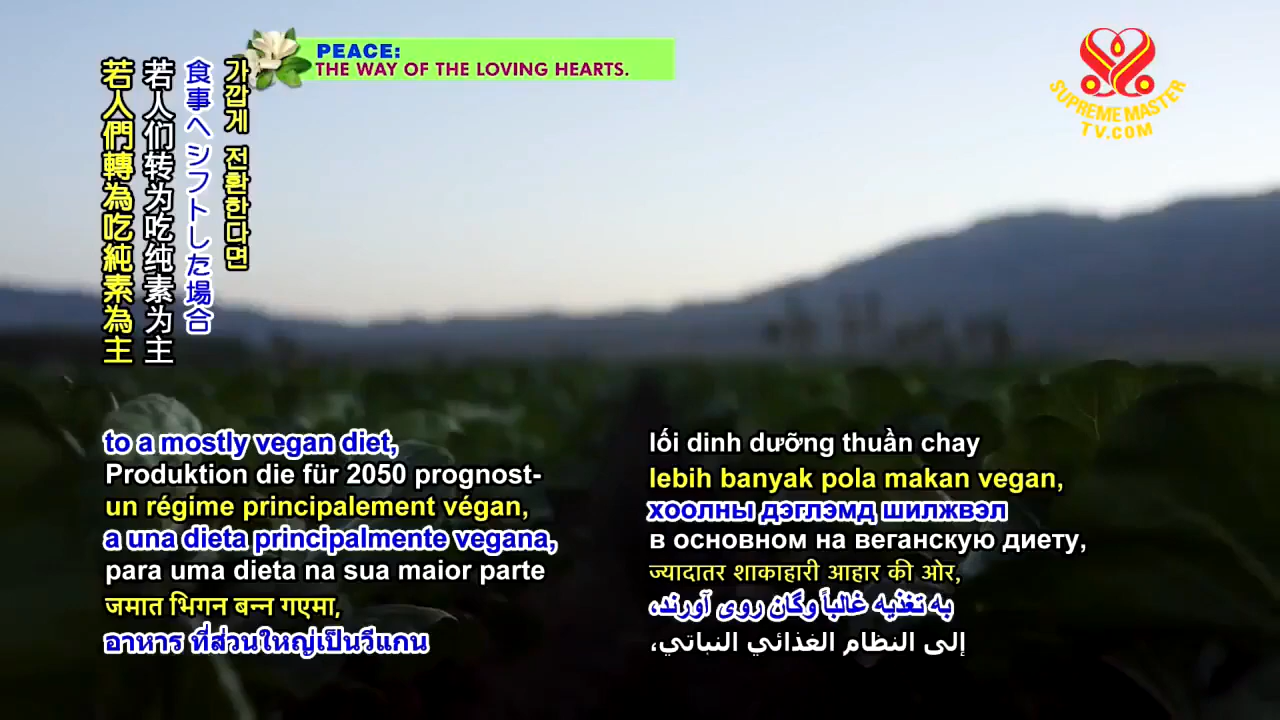 PEACE:
THE WAY OF THE LOVING HEARTS.
SUPREME MASTER
TV.COM
가깝게 전환한다면
食事へシフトした場合
若人们转为吃纯素为主
若人們轉為吃純素為主
to a mostly vegan diet,
Produktion die für 2050 prognost-
un régime principalement végan,
a una dieta principalmente vegana,
para uma dieta na sua maior parte
जमात भिगन बन्न गएमा,
อาหาร ที่ส่วนใหญ่เป็นวีแกน
lối dinh dưỡng thuần chay
lebih banyak pola makan vegan,
хоолны дэглэмд шилжвэл
в основном на веганскую диету,
ज्यादातर शाकाहारी आहार की ओर,
به تغذیه غالباً وگان روی آورند،
إلى النظام الغذائي النباتي،